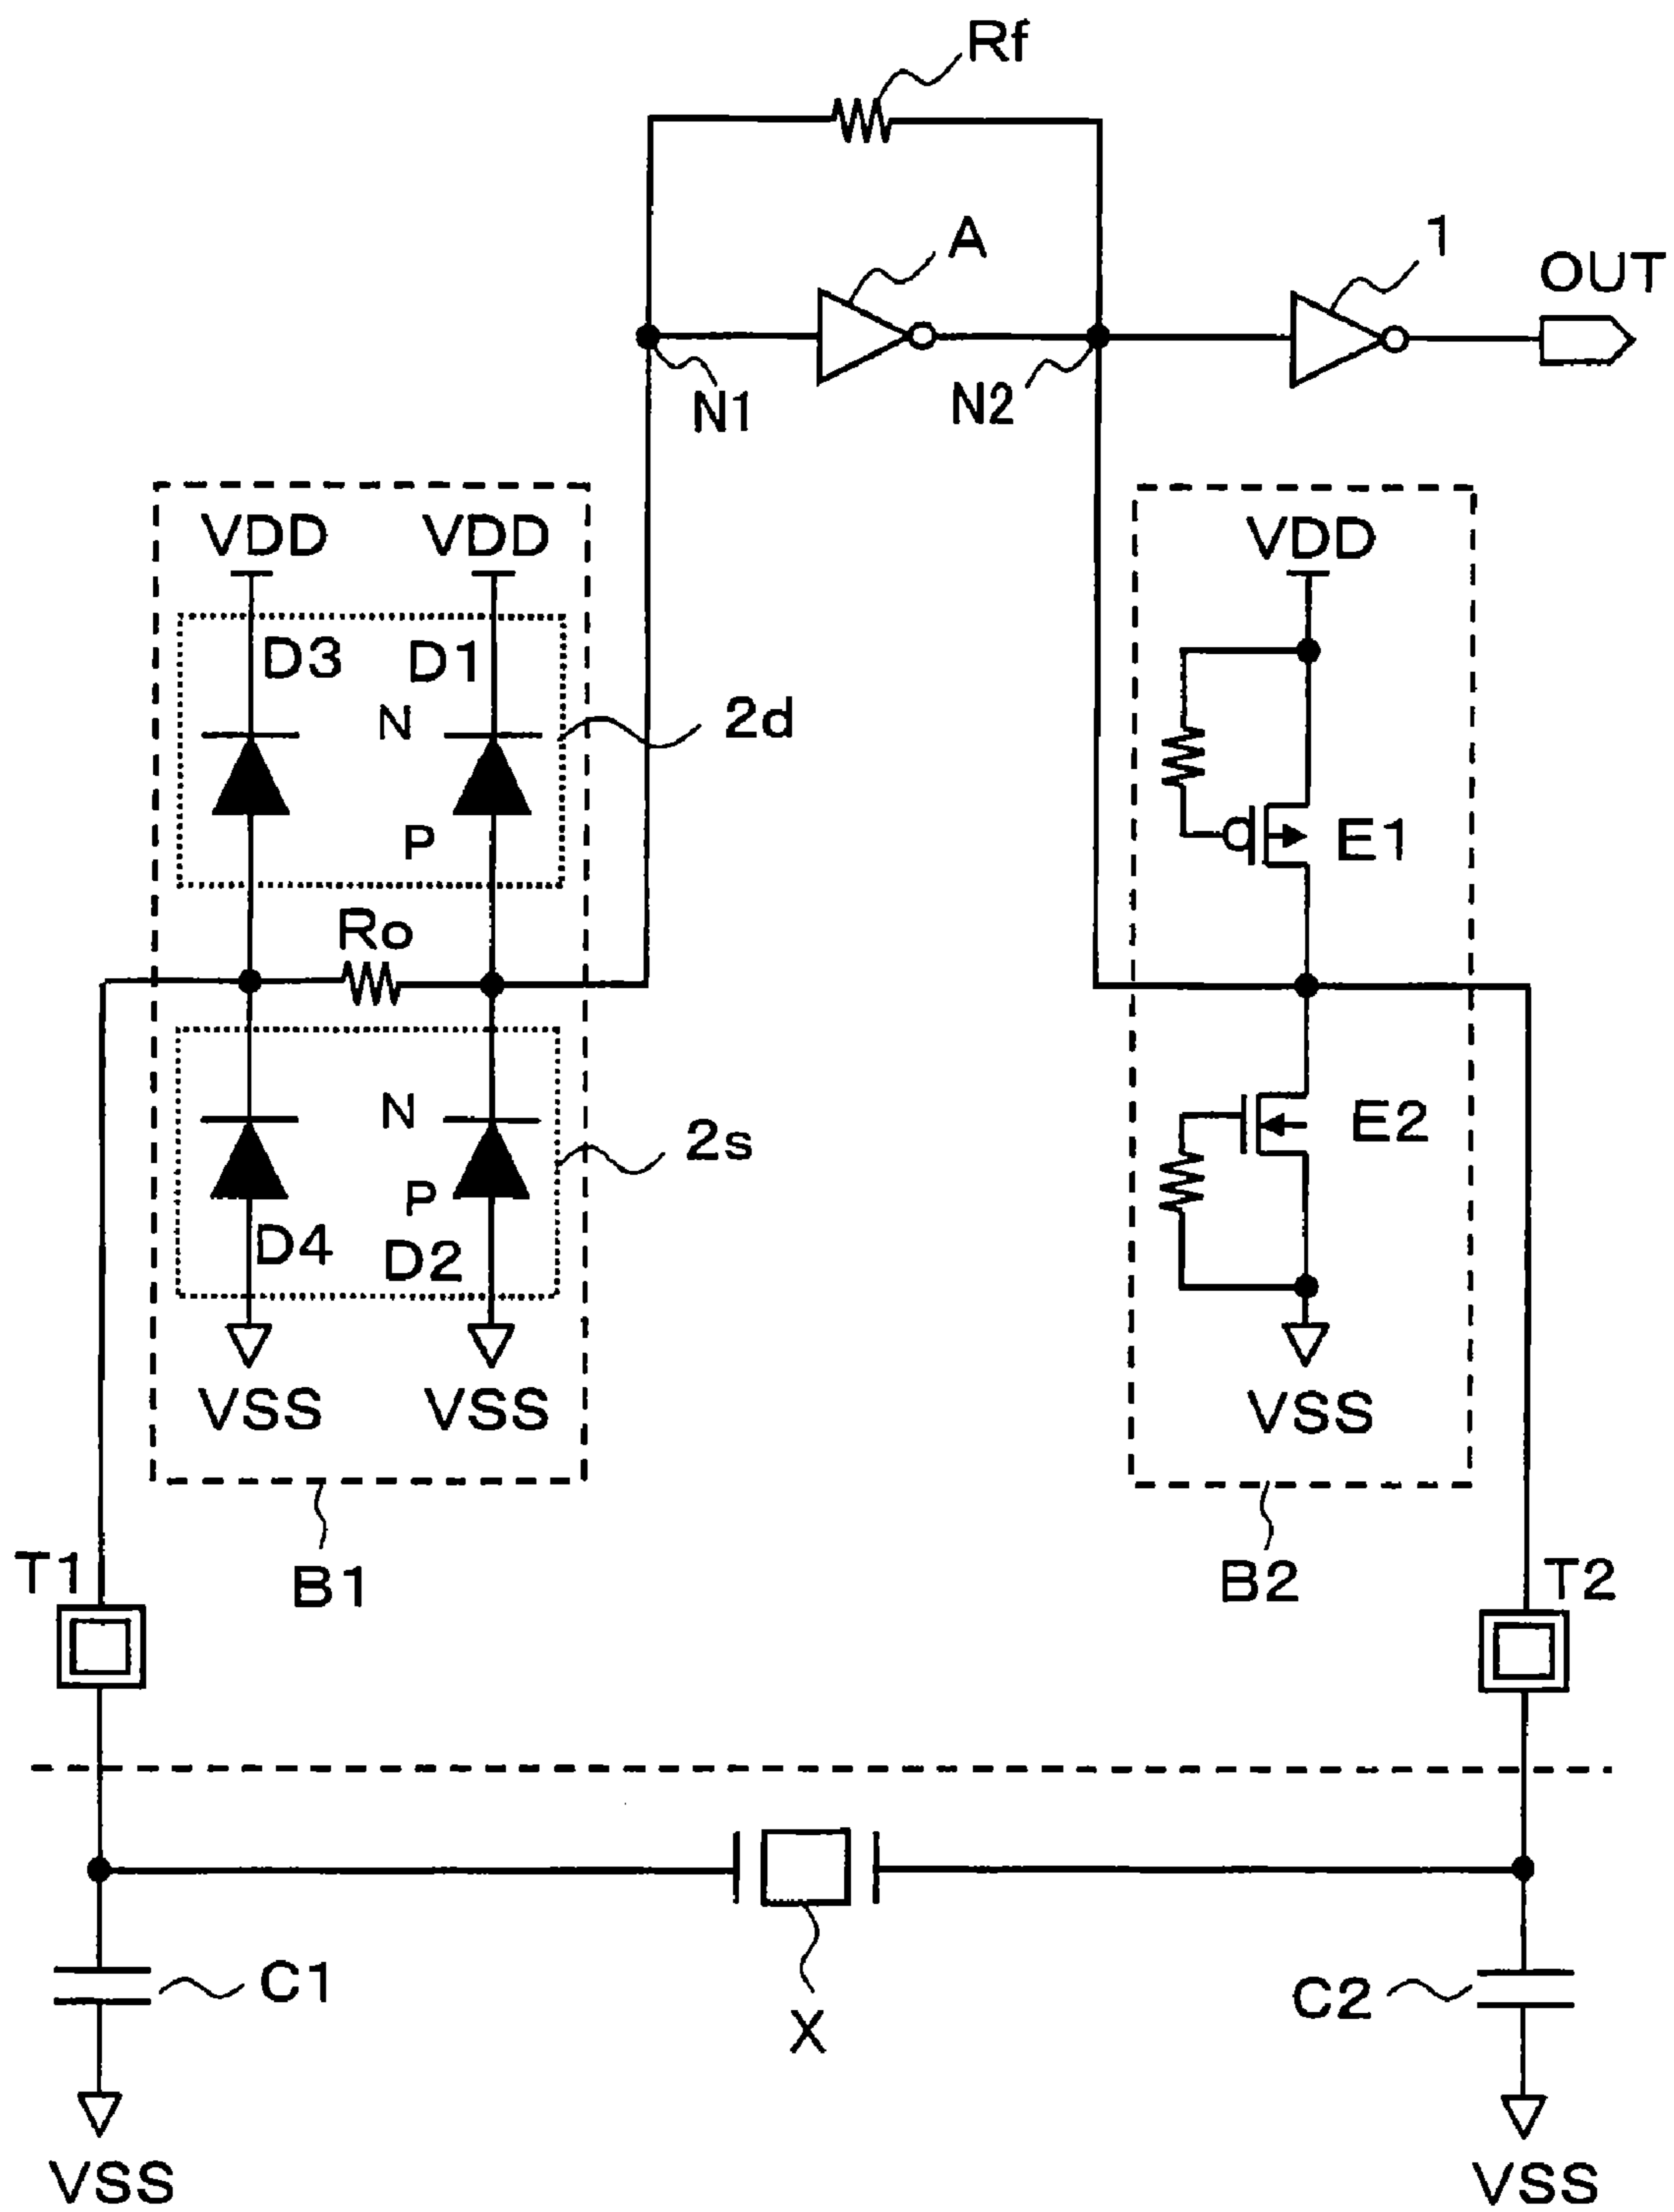 Rf
A
1
OUT
N1
N2
VDD
VDD
VDD
D3
D1
N
2d
P
E1
Ro
N
E2
2s
P
D4
D2
VSS
VSS
VSS
T1
B1
B2
T2
C1
X
C2
VSS
VSS